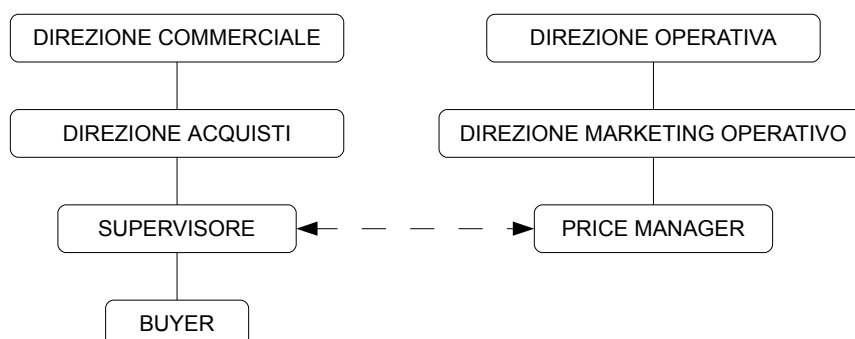 DIREZIONE COMMERCIALE
DIREZIONE OPERATIVA
DIREZIONE ACQUISTI
DIREZIONE MARKETING OPERATIVO
SUPERVISORE
PRICE MANAGER
BUYER